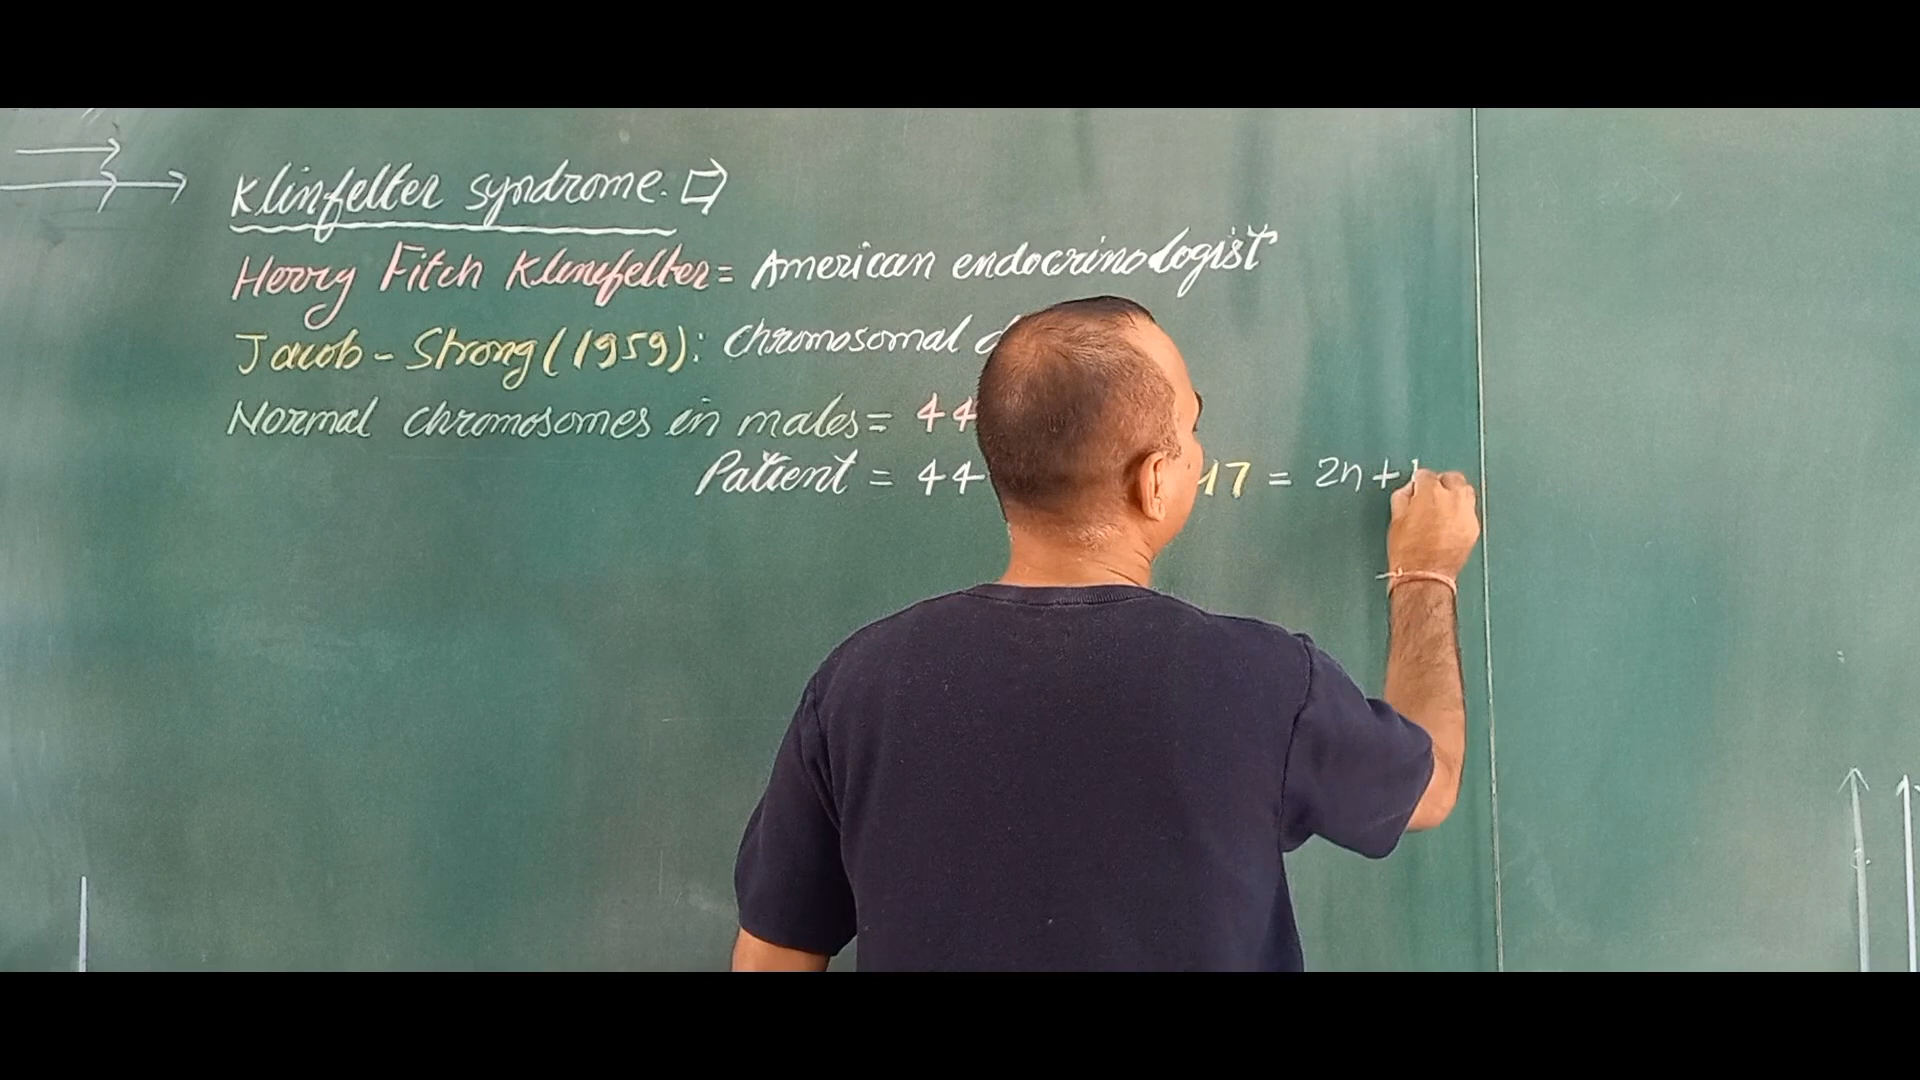 Klinfelter syndrome.
Henry Fitch Klinefelter = American endocrinologist
Jacob - Strong (1959): Chromosomal
Normal chromosomes in males = 44
Patient = 44 47 = 2n+1